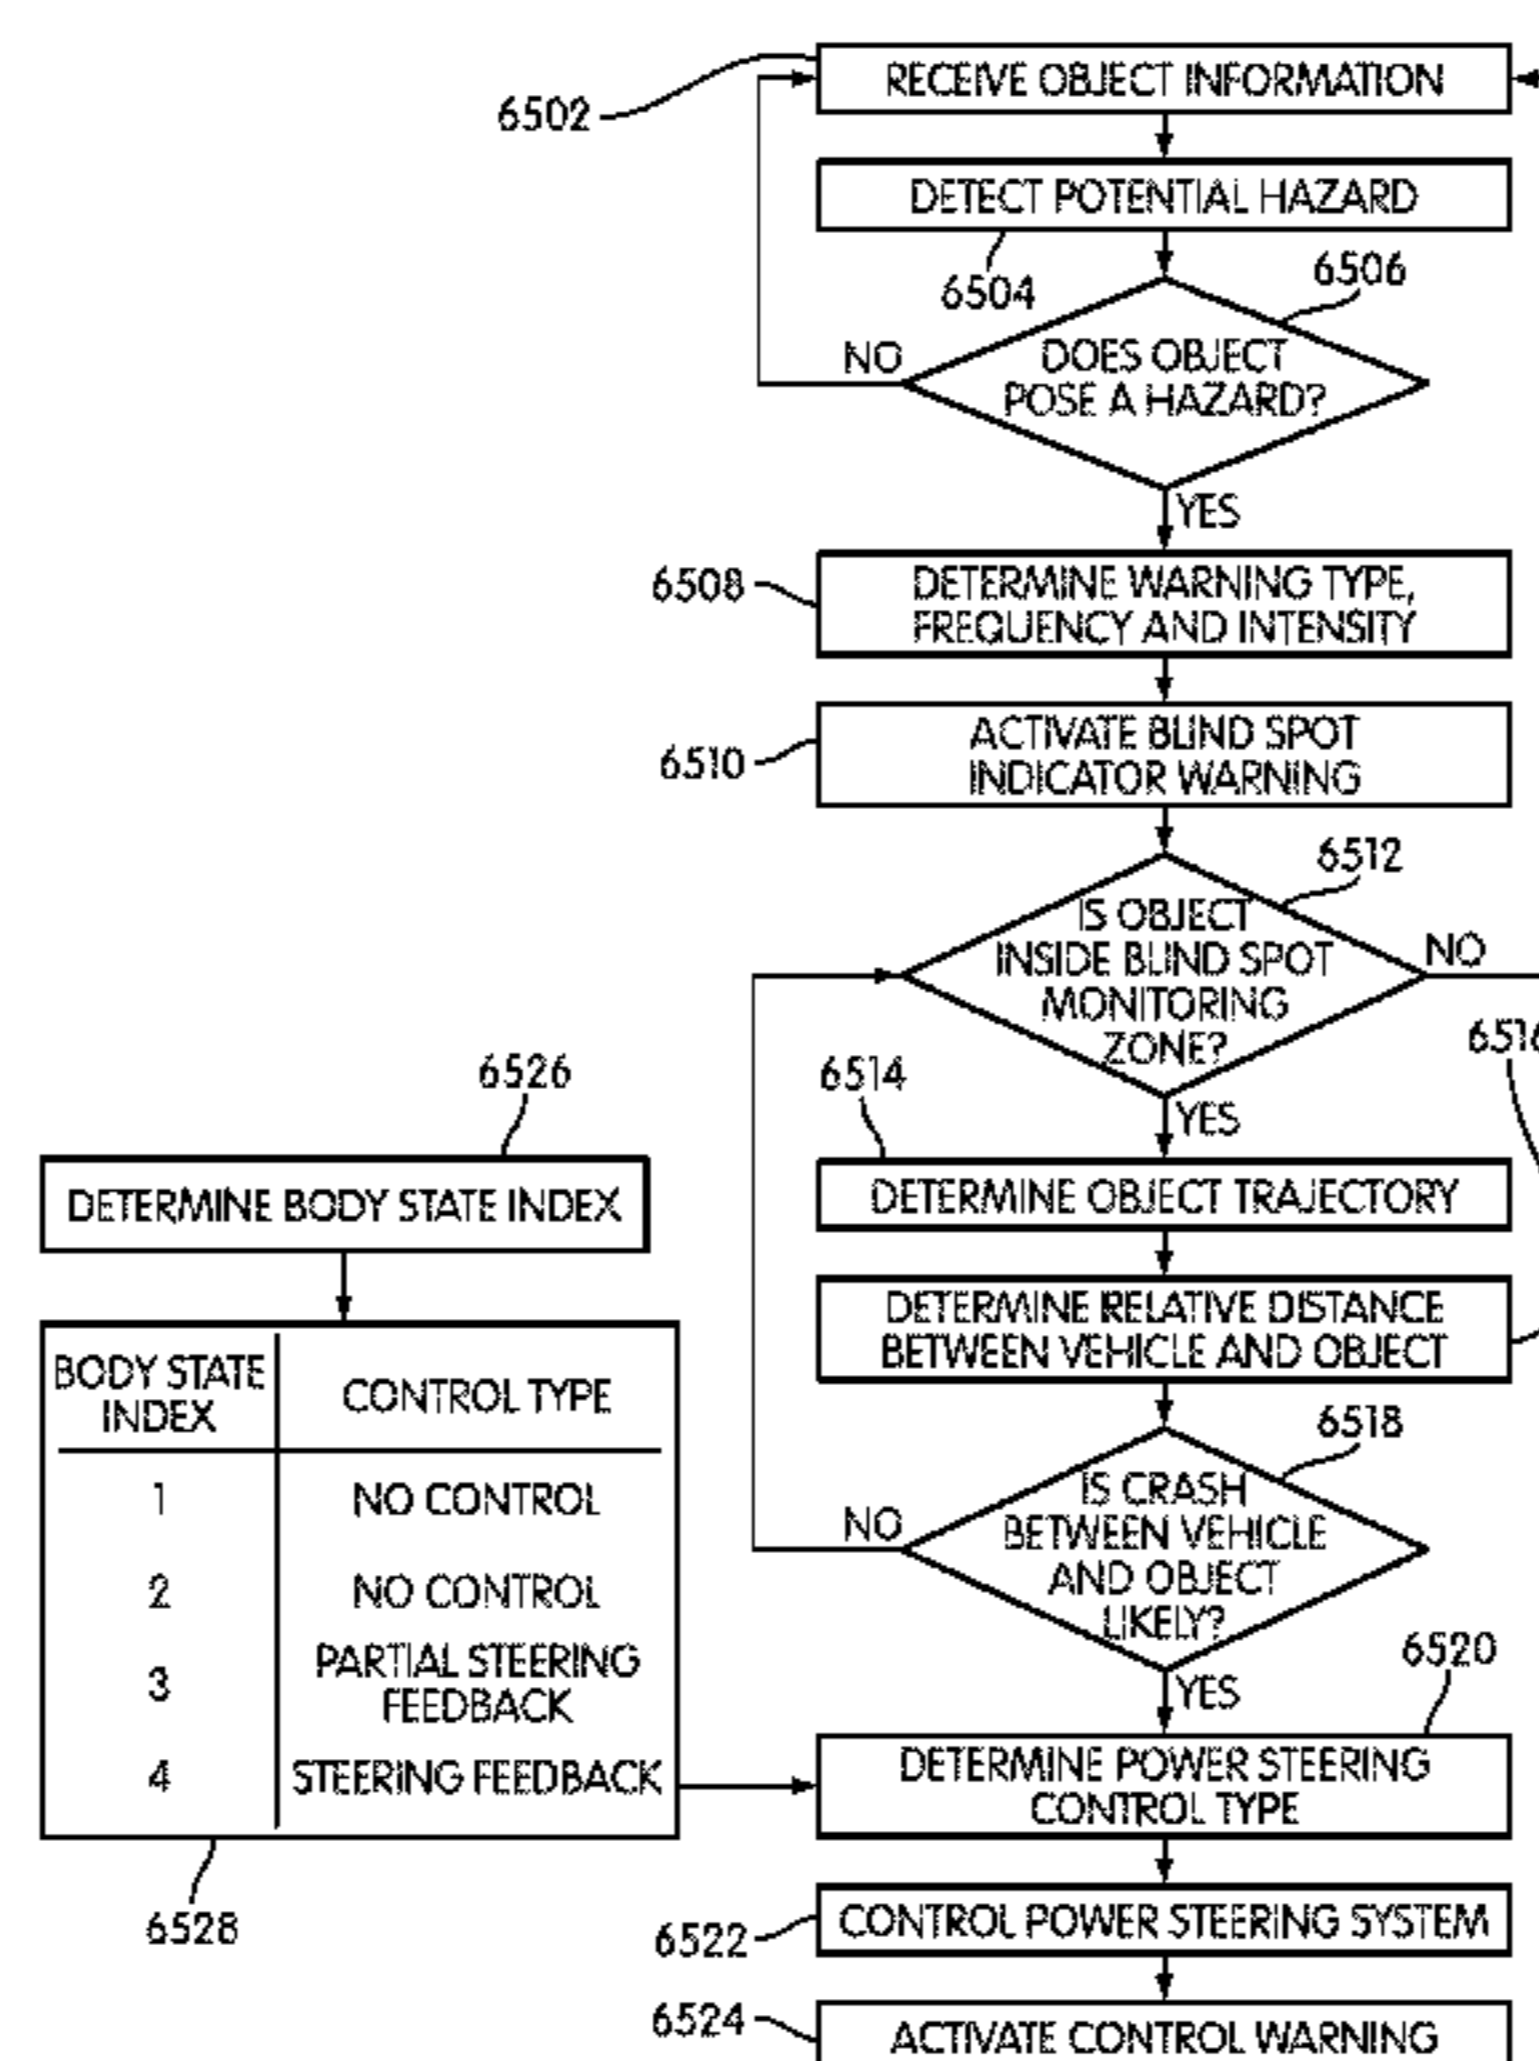 RECEIVE OBJECT INFORMATION
6502
DETECT POTENTIAL HAZARD
6504
6506
DOES OBJECT
POSE A HAZARD?
NO
YES
6508
DETERMINE WARNING TYPE,
FREQUENCY AND INTENSITY
6510
ACTIVATE BLIND SPOT
INDICATOR WARNING
6512
IS OBJECT
INSIDE BLIND SPOT
MONITORING
ZONE?
NO
6516
YES
6514
DETERMINE OBJECT TRAJECTORY
DETERMINE RELATIVE DISTANCE
BETWEEN VEHICLE AND OBJECT
6518
IS CRASH
BETWEEN VEHICLE
AND OBJECT
LIKELY?
NO
YES
6520
DETERMINE POWER STEERING
CONTROL TYPE
6522
CONTROL POWER STEERING SYSTEM
6524
ACTIVATE CONTROL WARNING
6526
DETERMINE BODY STATE INDEX
BODY STATE
INDEX
CONTROL TYPE
1 NO CONTROL
2 NO CONTROL
3 PARTIAL STEERING
FEEDBACK
4 STEERING FEEDBACK
6528